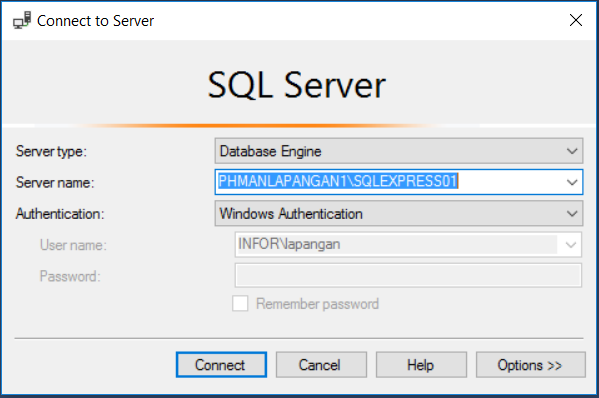 Connect to Server
SQL Server
Server type: Database Engine
Server name: PHMANLAPANGAN1\SQLEXPRESS01
Authentication: Windows Authentication
User name: INFOR\lapangan
Password:
Remember password
Connect Cancel Help Options >>